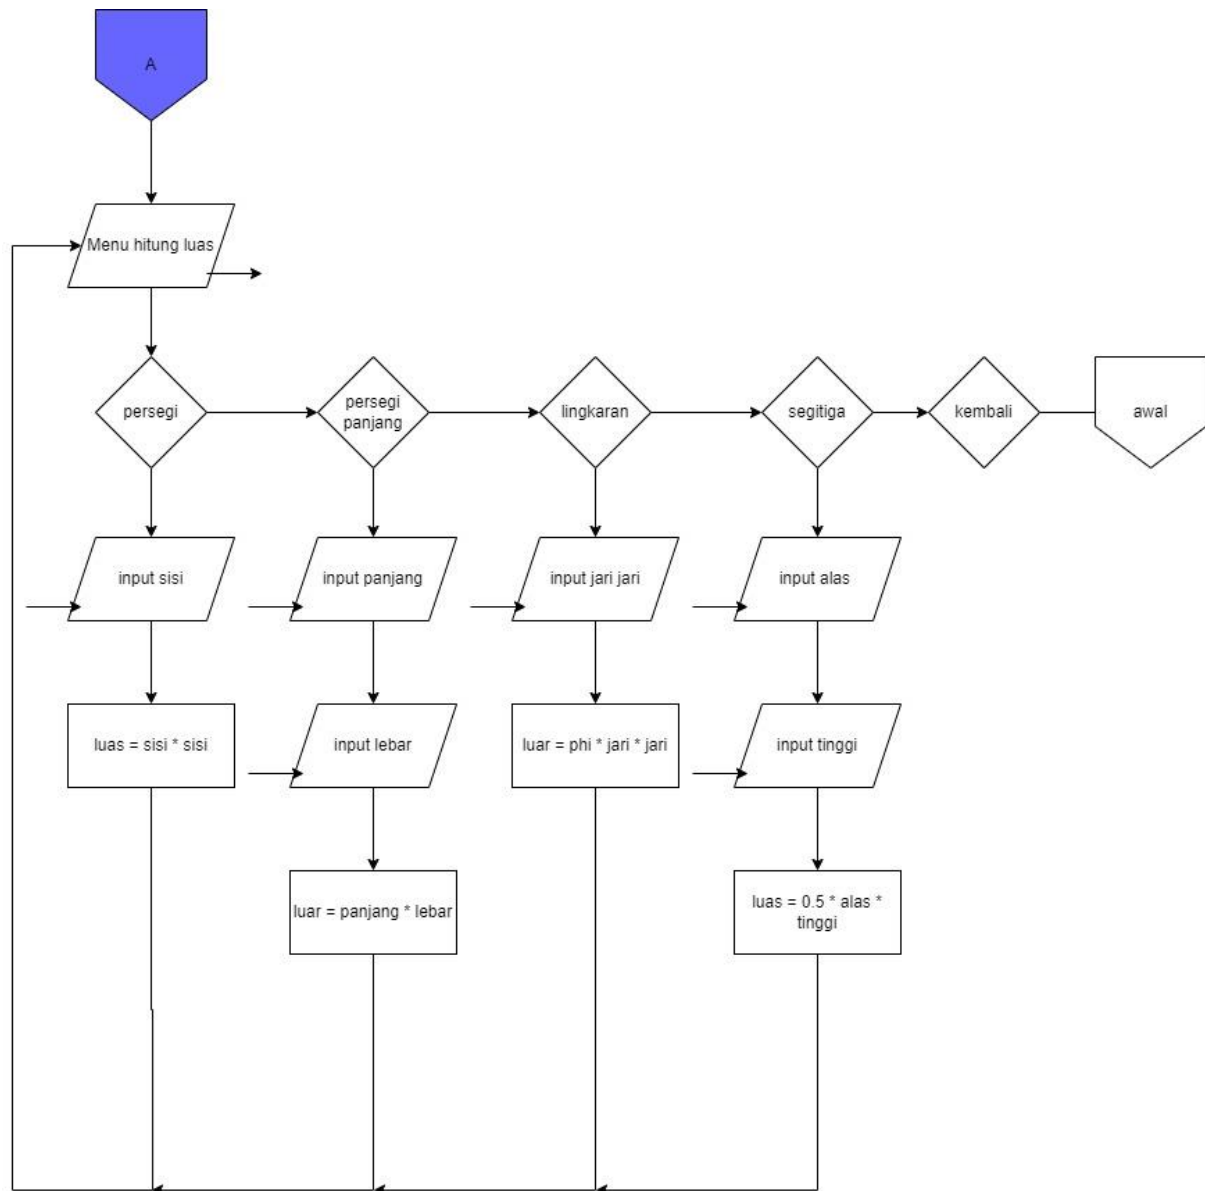 A
Menu hitung luas
persegi
persegi
panjang
lingkaran
segitiga
kembali
awal
input sisi
input panjang
input jari jari
input alas
luas = sisi * sisi
input lebar
luar = phi * jari * jari
input tinggi
luar = panjang * lebar
luas = 0.5 * alas *
tinggi